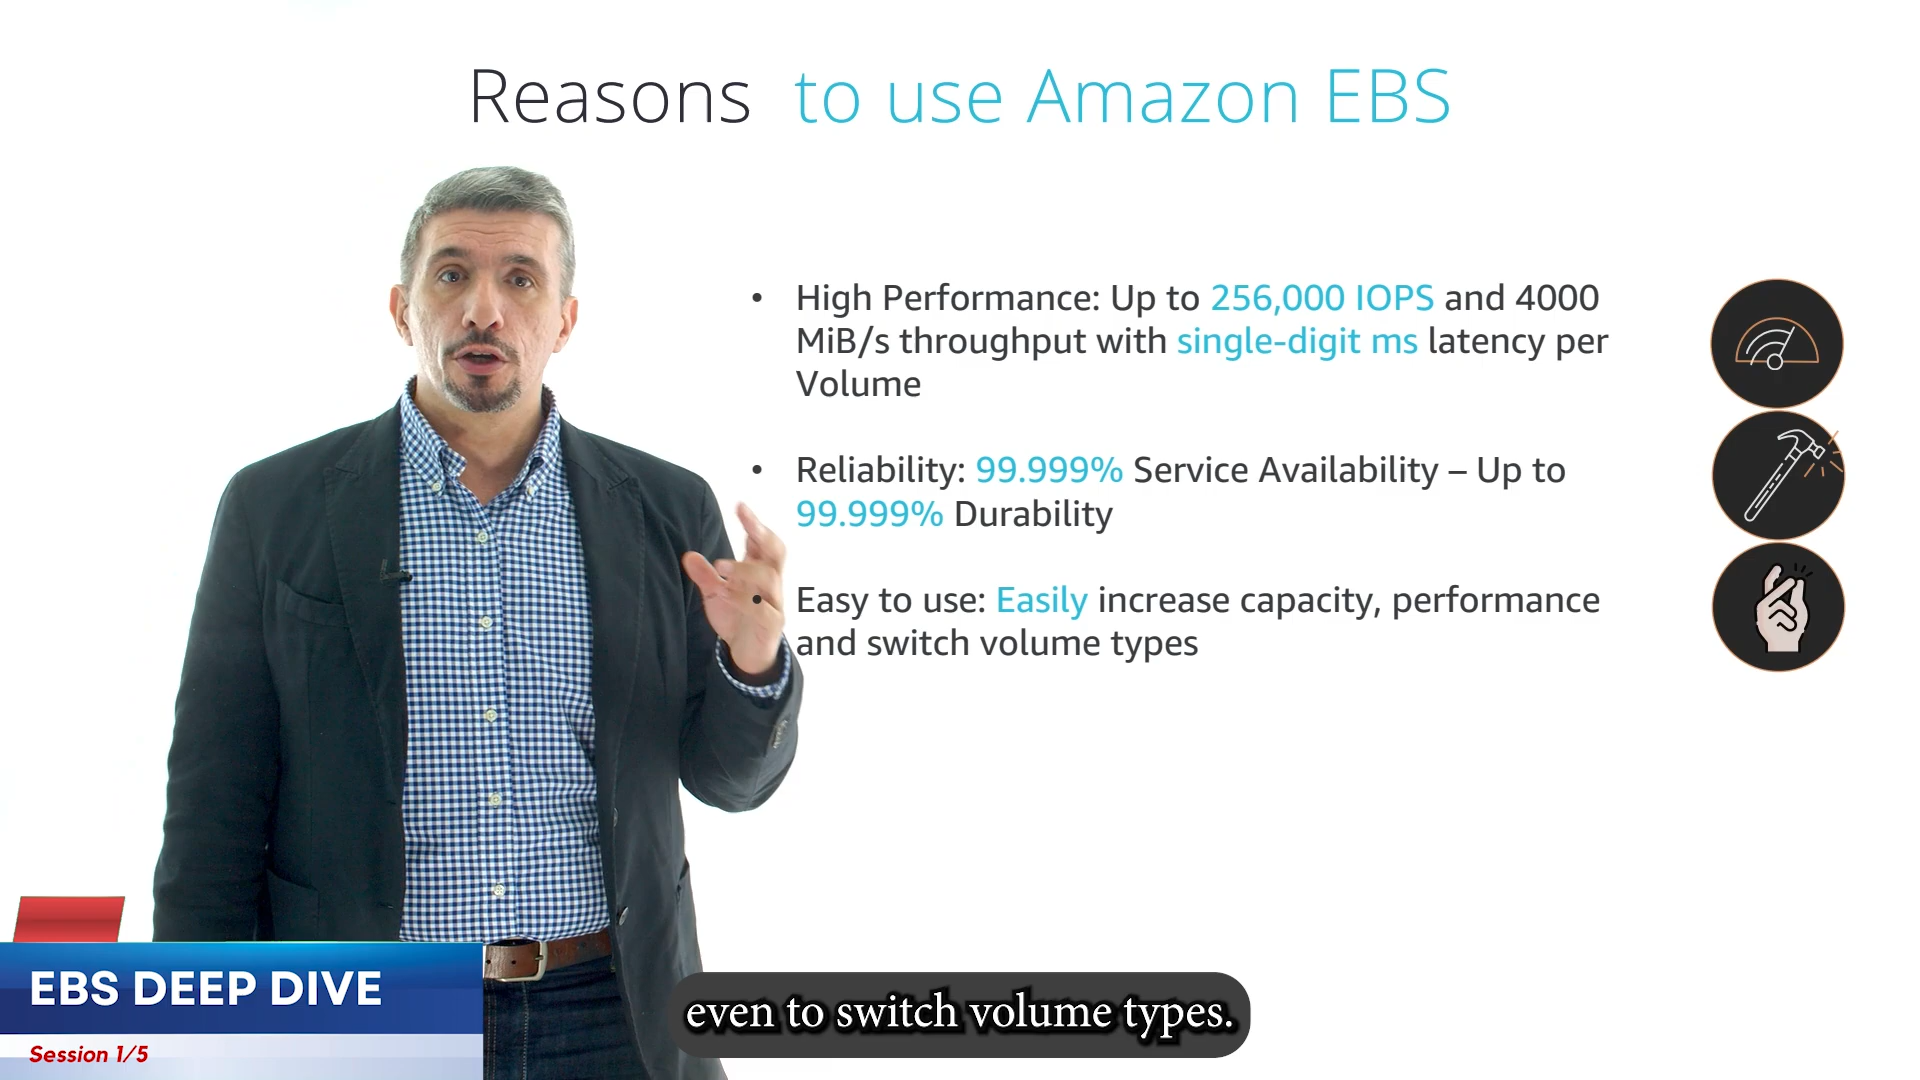 Reasons to use Amazon EBS
• High Performance: Up to 256,000 IOPS and 4000
MiB/s throughput with single-digit ms latency per
Volume
• Reliability: 99.999% Service Availability – Up to
99.999% Durability
• Easy to use: Easily increase capacity, performance
and switch volume types
EBS DEEP DIVE
Session 1/5
even to switch volume types.